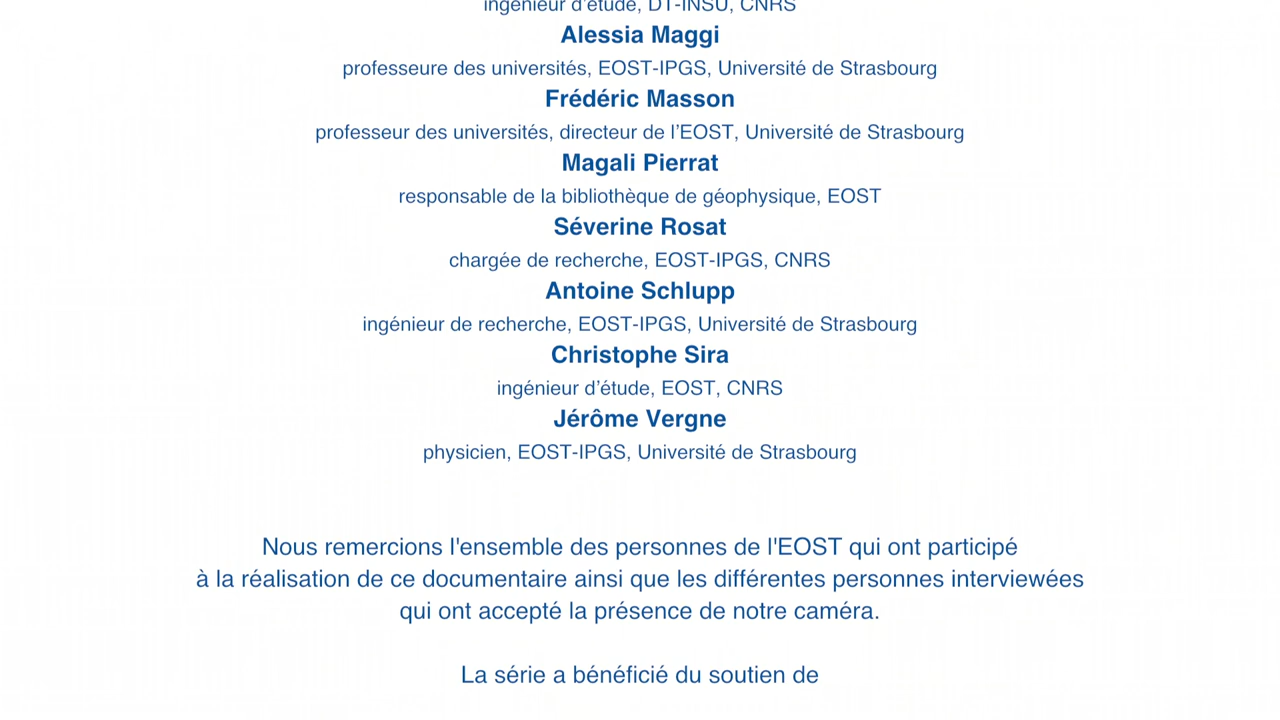 ingénieur d'étude, DT-INSU, CNRS
Alessia Maggi
professeure des universités, EOST-IPGS, Université de Strasbourg
Frédéric Masson
professeur des universités, directeur de l’EOST, Université de Strasbourg
Magali Pierrat
responsable de la bibliothèque de géophysique, EOST
Séverine Rosat
chargée de recherche, EOST-IPGS, CNRS
Antoine Schlupp
ingénieur de recherche, EOST-IPGS, Université de Strasbourg
Christophe Sira
ingénieur d’étude, EOST, CNRS
Jérôme Vergne
physicien, EOST-IPGS, Université de Strasbourg
Nous remercions l'ensemble des personnes de l'EOST qui ont participé
à la réalisation de ce documentaire ainsi que les différentes personnes interviewées
qui ont accepté la présence de notre caméra.
La série a bénéficié du soutien de